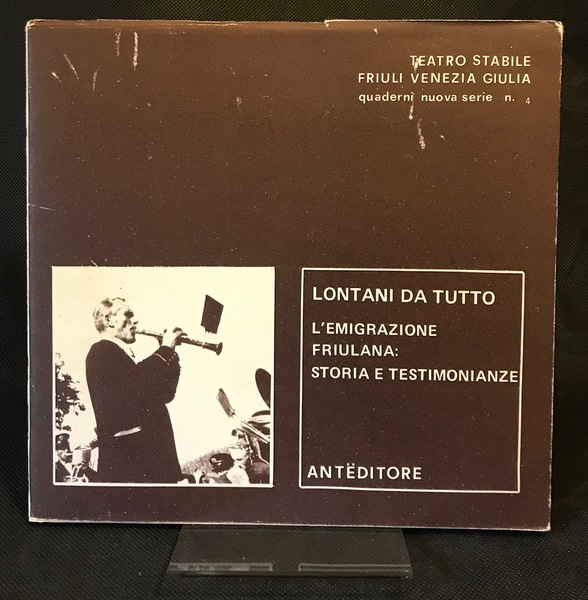 TEATRO STABILE
FRIULI VENEZIA GIULIA
quaderni nuova serie n. 4
LONTANI DA TUTTO
L'EMIGRAZIONE
FRIULANA:
STORIA E TESTIMONIANZE
ANTËDITORE